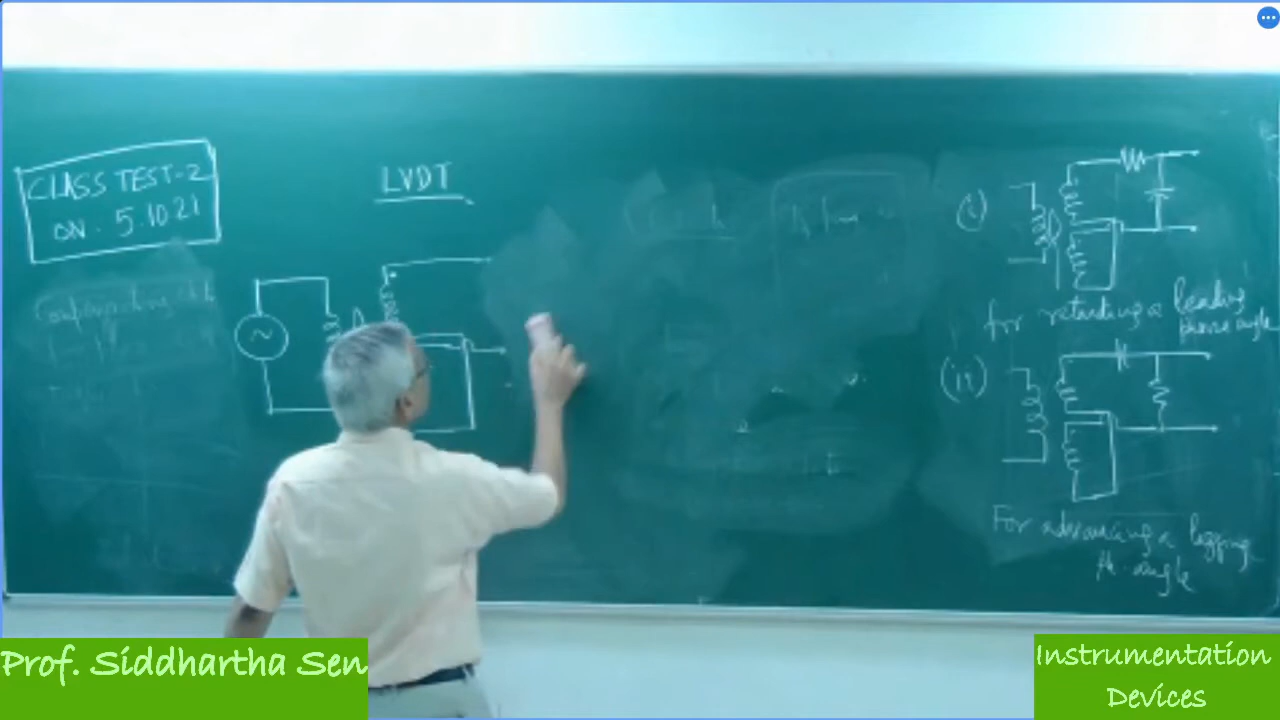 CLASS TEST-2
ON. 5.10.21
LVDT
(i)
for retarding a leading
phase angle
(ii)
For advancing a lagging
ph. angle
Prof. Siddhartha Sen
Instrumentation
Devices